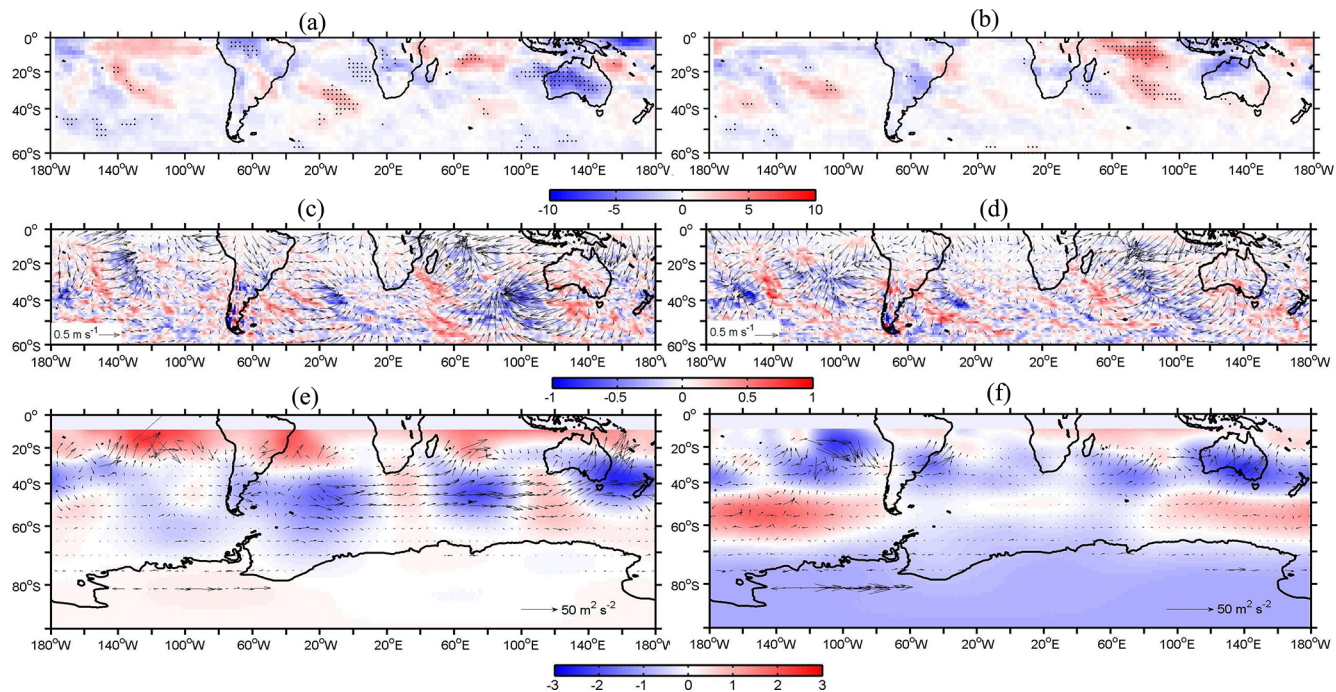 (a) (b)
0° 0°
20°S 20°S
40°S 40°S
60°S 60°S
180°W 140°W 100°W 60°W 20°W 20°E 60°E 100°E 140°E 180°W 180°W 140°W 100°W 60°W 20°W 20°E 60°E 100°E 140°E 180°W
-10 -5 0 5 10
(c) (d)
0° 0°
20°S 20°S
40°S 40°S
0.5 m s⁻¹ 0.5 m s⁻¹
60°S 60°S
180°W 140°W 100°W 60°W 20°W 20°E 60°E 100°E 140°E 180°W 180°W 140°W 100°W 60°W 20°W 20°E 60°E 100°E 140°E 180°W
-1 -0.5 0 0.5 1
(e) (f)
0° 0°
20°S 20°S
40°S 40°S
60°S 60°S
80°S 80°S
50 m² s⁻² 50 m² s⁻²
180°W 140°W 100°W 60°W 20°W 20°E 60°E 100°E 140°E 180°W 180°W 140°W 100°W 60°W 20°W 20°E 60°E 100°E 140°E 180°W
-3 -2 -1 0 1 2 3